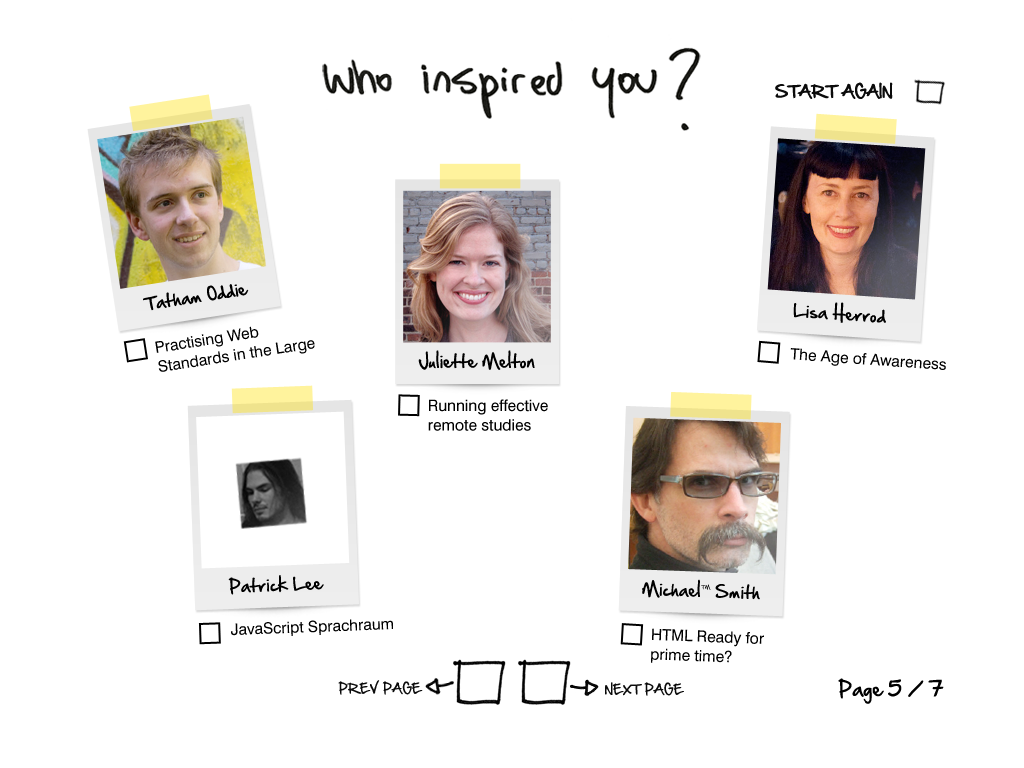 Who inspired you?
START AGAIN
Tatham Oddie
Practising Web
Standards in the Large
Juliette Melton
Running effective
remote studies
Lisa Herrod
The Age of Awareness
Patrick Lee
JavaScript Sprachraum
Michael™ Smith
HTML Ready for
prime time?
PREV PAGE
NEXT PAGE
Page 5 / 7